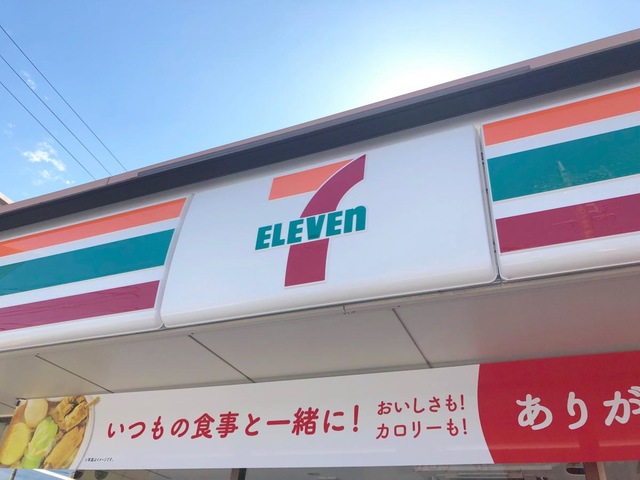 7
ELEVEn
いつもの食事と一緒に!
おいしさも!
カロリーも!
ありが